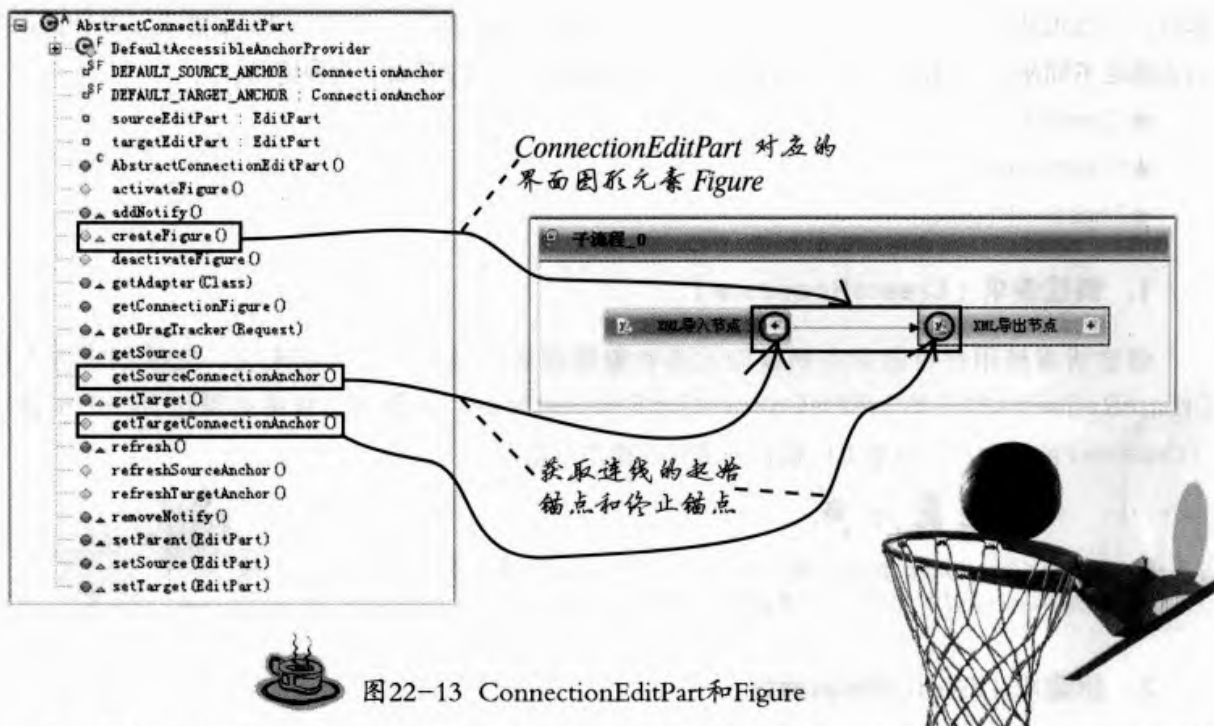 AbstractConnectionEditPart
DefaultAccessibleAnchorProvider
DEFAULT_SOURCE_ANCHOR : ConnectionAnchor
DEFAULT_TARGET_ANCHOR : ConnectionAnchor
sourceEditPart : EditPart
targetEditPart : EditPart
AbstractConnectionEditPart()
activateFigure()
addNotify()
createFigure()
deactivateFigure()
getAdapter(Class)
getConnectionFigure()
getDragTracker(Request)
getSource()
getSourceConnectionAnchor()
getTarget()
getTargetConnectionAnchor()
refresh()
refreshSourceAnchor()
refreshTargetAnchor()
removeNotify()
setParent(EditPart)
setSource(EditPart)
setTarget(EditPart)
ConnectionEditPart 对应的
界面图形元素 Figure
子流程_0
XML导入节点
XML导出节点
获取连线的起始
锚点和终止锚点
图22-13 ConnectionEditPart和Figure